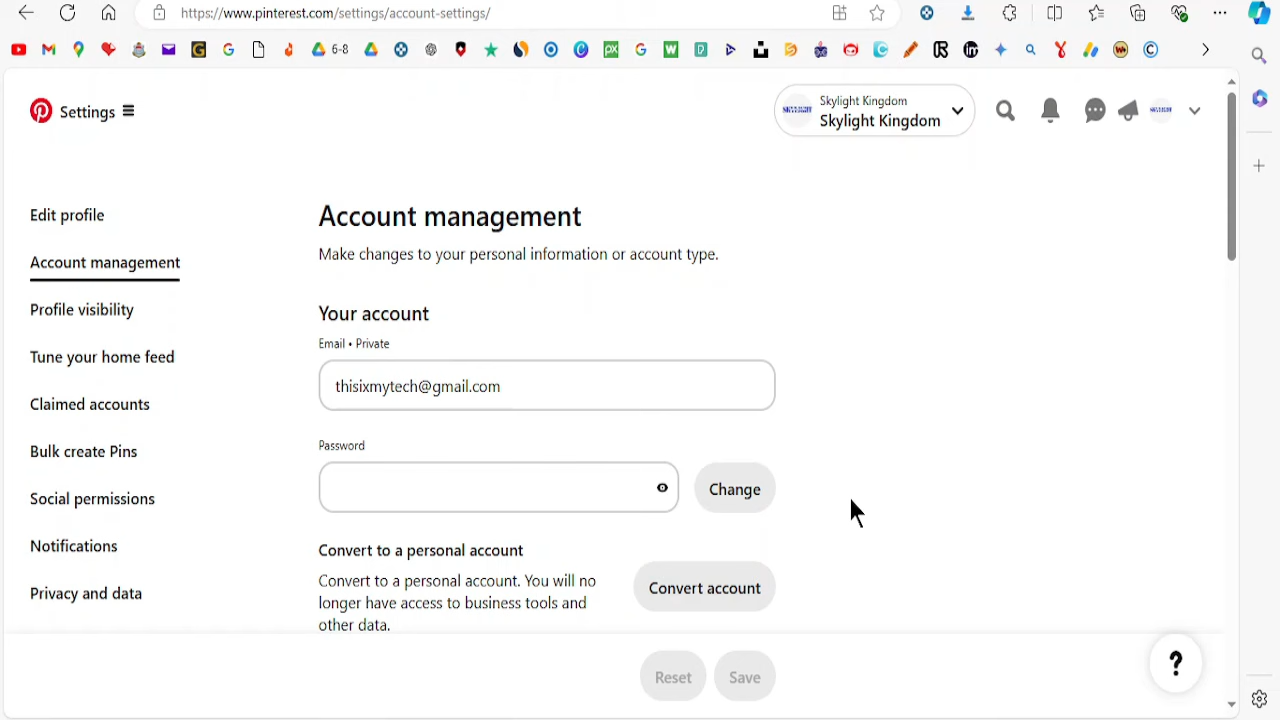 https://www.pinterest.com/settings/account-settings/
6-8
Settings
Skylight Kingdom
Skylight Kingdom
Edit profile
Account management
Profile visibility
Tune your home feed
Claimed accounts
Bulk create Pins
Social permissions
Notifications
Privacy and data
Account management
Make changes to your personal information or account type.
Your account
Email • Private
thisixmytech@gmail.com
Password
Change
Convert to a personal account
Convert to a personal account. You will no
longer have access to business tools and
other data.
Convert account
Reset
Save
?